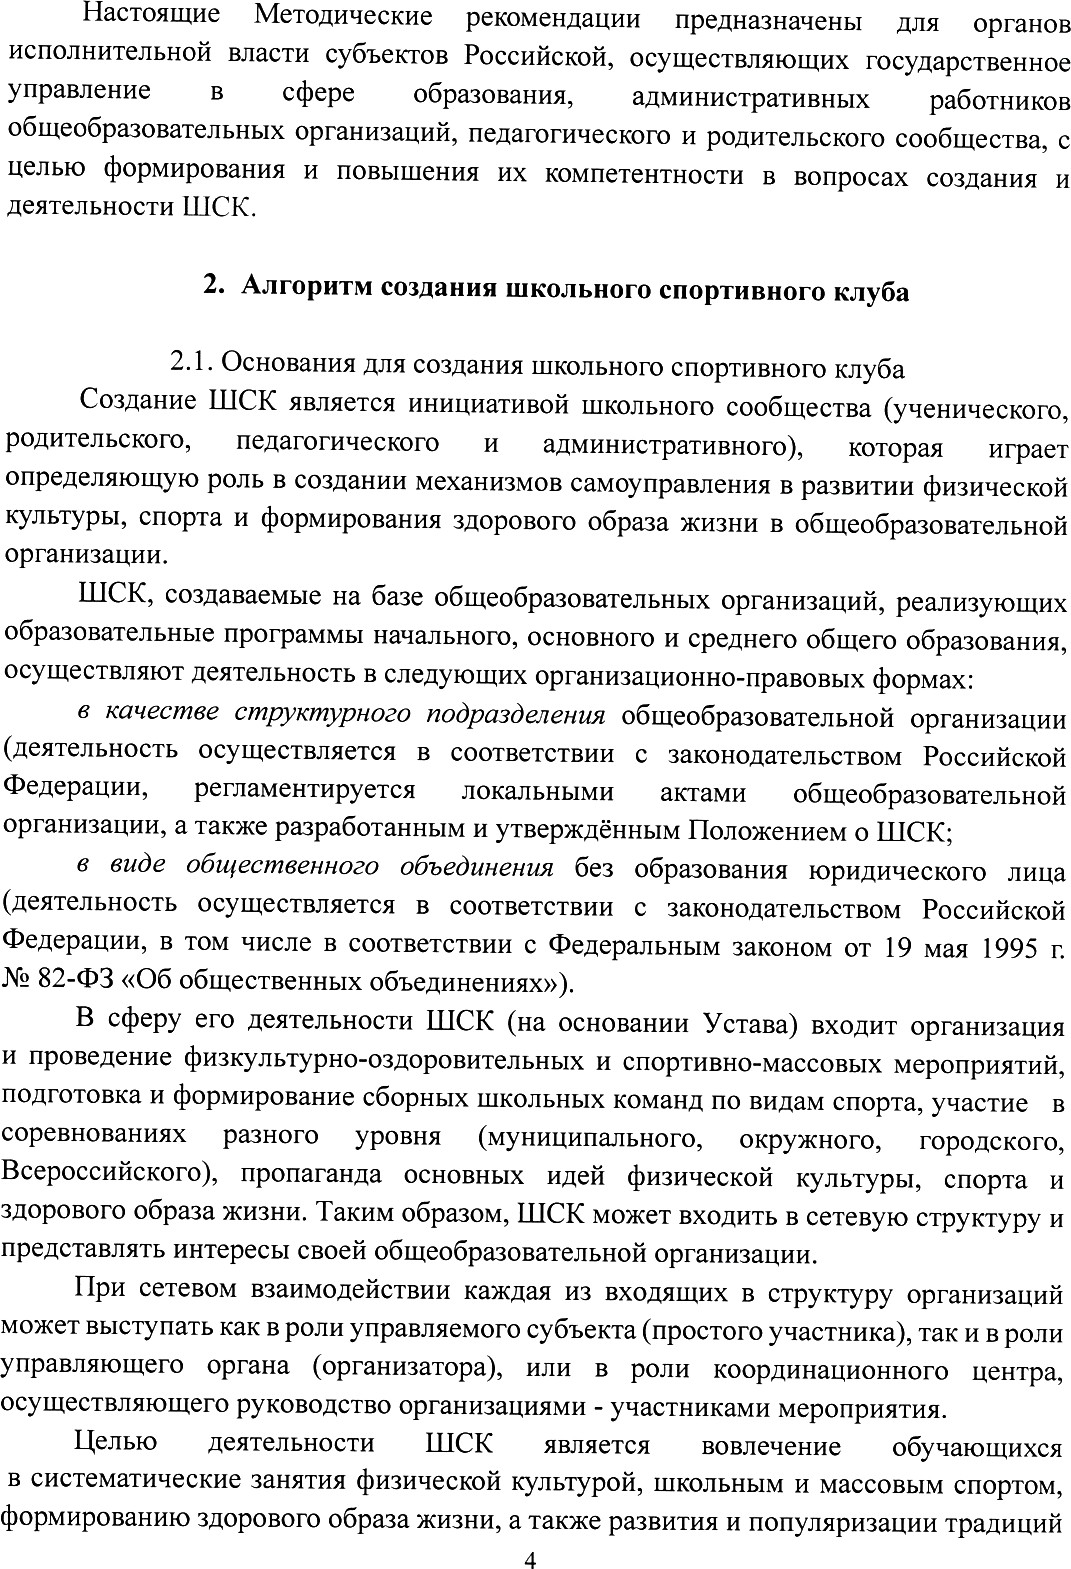 Настоящие Методические рекомендации предназначены для органов
исполнительной власти субъектов Российской, осуществляющих государственное
управление в сфере образования, административных работников
общеобразовательных организаций, педагогического и родительского сообщества, с
целью формирования и повышения их компетентности в вопросах создания и
деятельности ШСК.
2. Алгоритм создания школьного спортивного клуба
2.1. Основания для создания школьного спортивного клуба
Создание ШСК является инициативой школьного сообщества (ученического,
родительского, педагогического и административного), которая играет
определяющую роль в создании механизмов самоуправления в развитии физической
культуры, спорта и формирования здорового образа жизни в общеобразовательной
организации.
ШСК, создаваемые на базе общеобразовательных организаций, реализующих
образовательные программы начального, основного и среднего общего образования,
осуществляют деятельность в следующих организационно-правовых формах:
в качестве структурного подразделения общеобразовательной организации
(деятельность осуществляется в соответствии с законодательством Российской
Федерации, регламентируется локальными актами общеобразовательной
организации, а также разработанным и утверждённым Положением о ШСК;
в виде общественного объединения без образования юридического лица
(деятельность осуществляется в соответствии с законодательством Российской
Федерации, в том числе в соответствии с Федеральным законом от 19 мая 1995 г.
№ 82-ФЗ «Об общественных объединениях»).
В сферу его деятельности ШСК (на основании Устава) входит организация
и проведение физкультурно-оздоровительных и спортивно-массовых мероприятий,
подготовка и формирование сборных школьных команд по видам спорта, участие в
соревнованиях разного уровня (муниципального, окружного, городского,
Всероссийского), пропаганда основных идей физической культуры, спорта и
здорового образа жизни. Таким образом, ШСК может входить в сетевую структуру и
представлять интересы своей общеобразовательной организации.
При сетевом взаимодействии каждая из входящих в структуру организаций
может выступать как в роли управляемого субъекта (простого участника), так и в роли
управляющего органа (организатора), или в роли координационного центра,
осуществляющего руководство организациями - участниками мероприятия.
Целью деятельности ШСК является вовлечение обучающихся
в систематические занятия физической культурой, школьным и массовым спортом,
формированию здорового образа жизни, а также развития и популяризации традиций
4